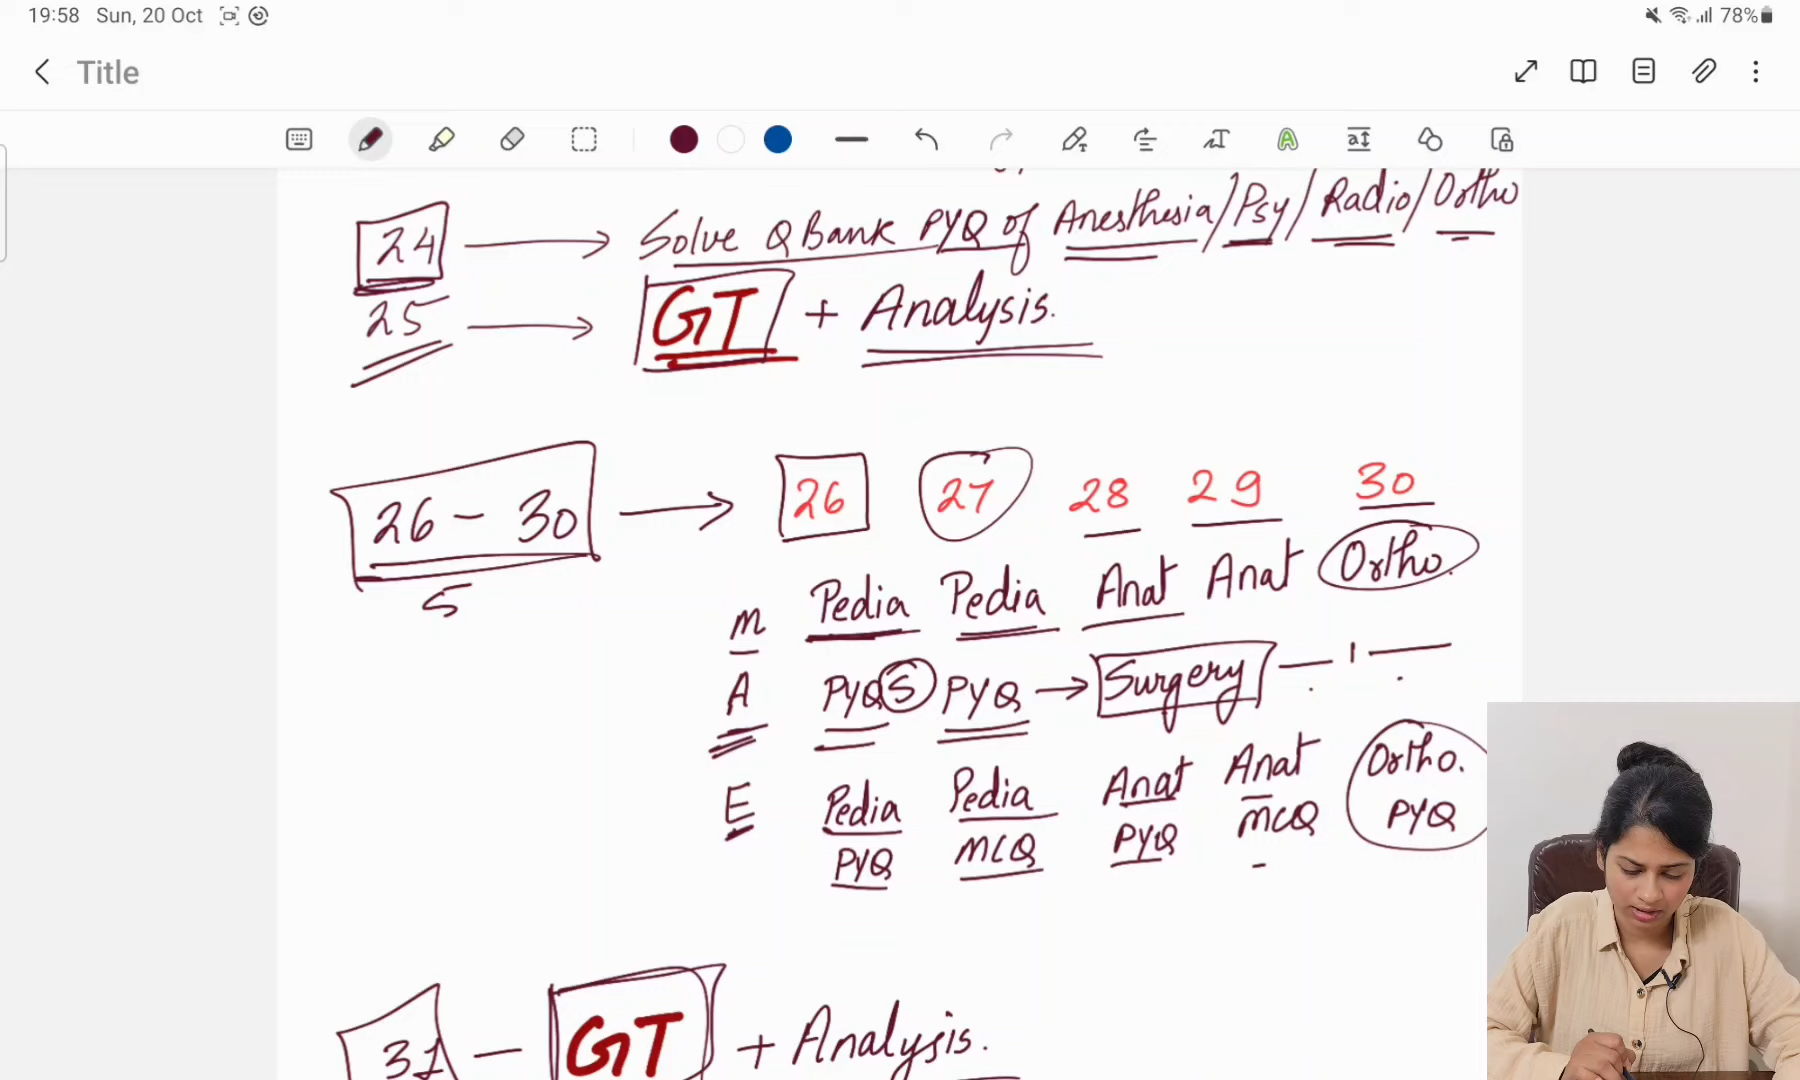 19:58 Sun, 20 Oct 78%
Title
24 → Solve Q Bank PYQ of Anesthesia/Psy/Radio/Ortho
25 → GT + Analysis.
26 - 30 → 26 27 28 29 30
5
M Pedia Pedia Anat Anat Ortho.
A PYQS PYQ → Surgery — " —
E Pedia PYQ Pedia MCQ Anat PYQ Anat MCQ Ortho. PYQ
31 - GT + Analysis.